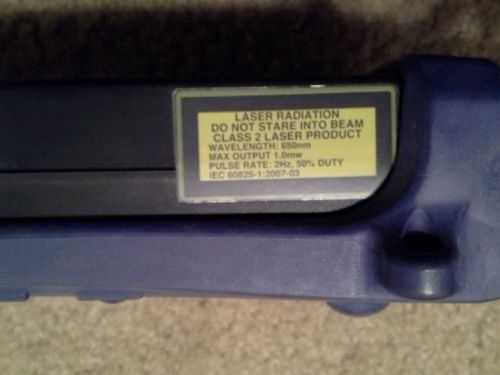 LASER RADIATION
DO NOT STARE INTO BEAM
CLASS 2 LASER PRODUCT
WAVELENGTH: 650nm
MAX OUTPUT 1.0mw
PULSE RATE: 2Hz, 50% DUTY
IEC 60825-1:2007-03